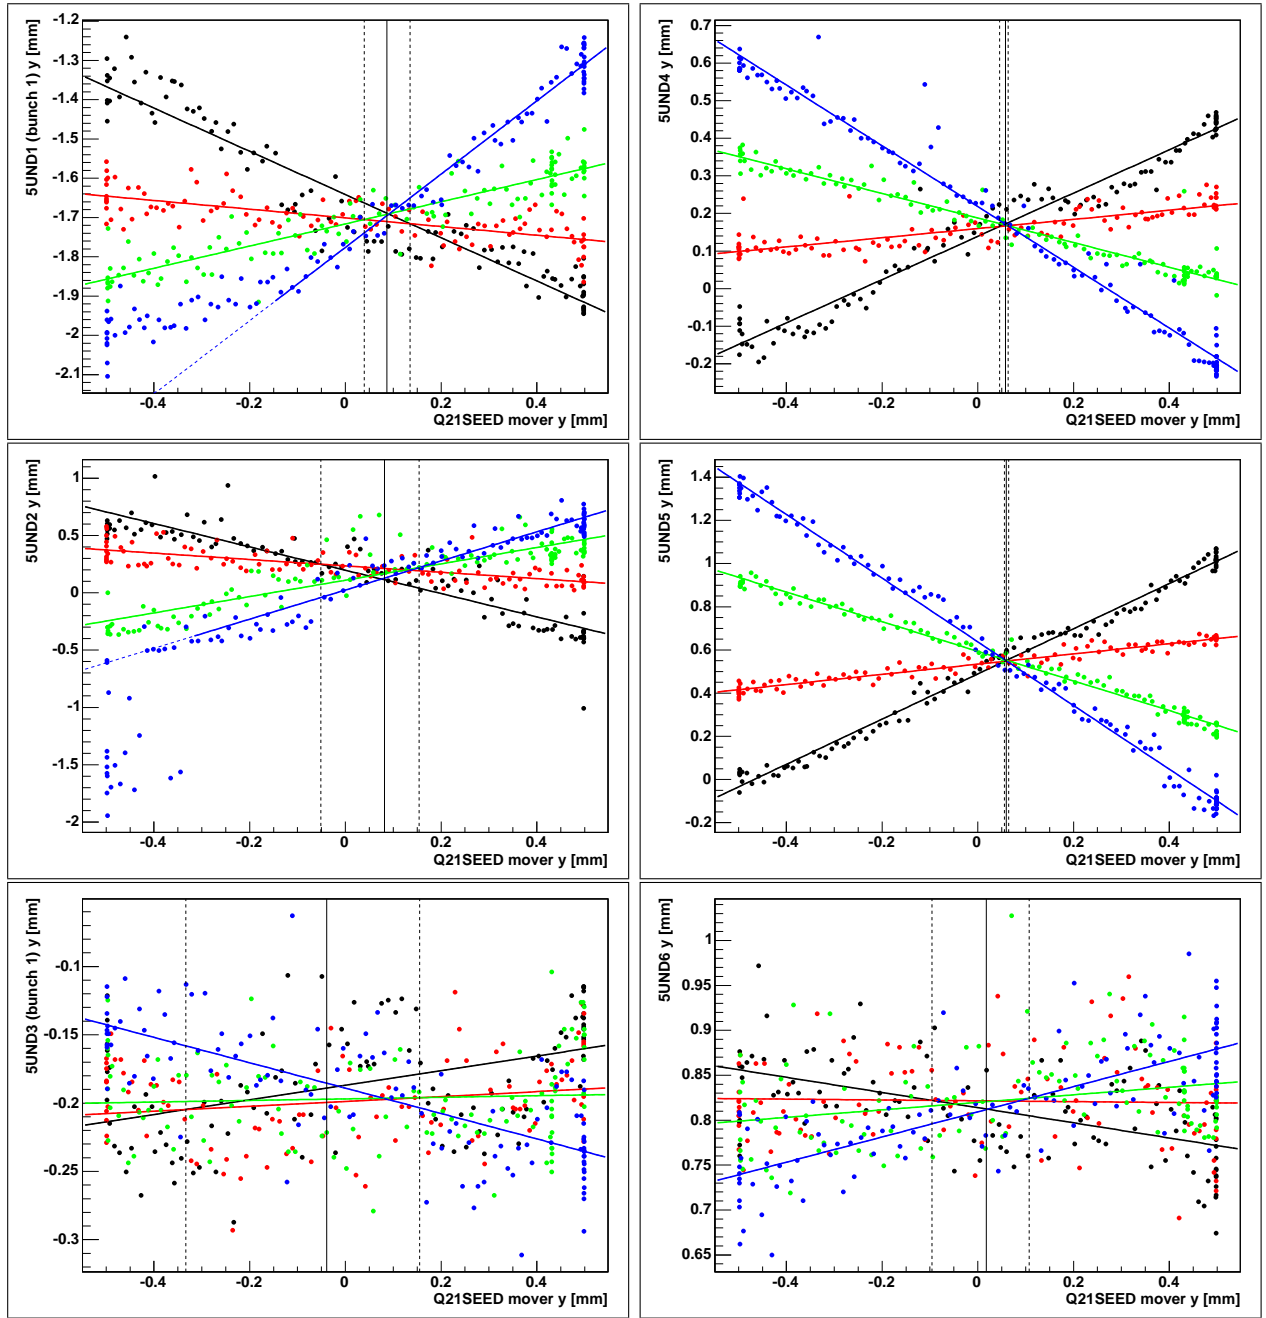 5UND1 (bunch 1) y [mm]
-1.2
-1.3
-1.4
-1.5
-1.6
-1.7
-1.8
-1.9
-2
-2.1
-0.4 -0.2 0 0.2 0.4
Q21SEED mover y [mm]
5UND4 y [mm]
0.7
0.6
0.5
0.4
0.3
0.2
0.1
0
-0.1
-0.2
-0.4 -0.2 0 0.2 0.4
Q21SEED mover y [mm]
5UND2 y [mm]
1
0.5
0
-0.5
-1
-1.5
-2
-0.4 -0.2 0 0.2 0.4
Q21SEED mover y [mm]
5UND5 y [mm]
1.4
1.2
1
0.8
0.6
0.4
0.2
0
-0.2
-0.4 -0.2 0 0.2 0.4
Q21SEED mover y [mm]
5UND3 (bunch 1) y [mm]
-0.1
-0.15
-0.2
-0.25
-0.3
-0.4 -0.2 0 0.2 0.4
Q21SEED mover y [mm]
5UND6 y [mm]
1
0.95
0.9
0.85
0.8
0.75
0.7
0.65
-0.4 -0.2 0 0.2 0.4
Q21SEED mover y [mm]